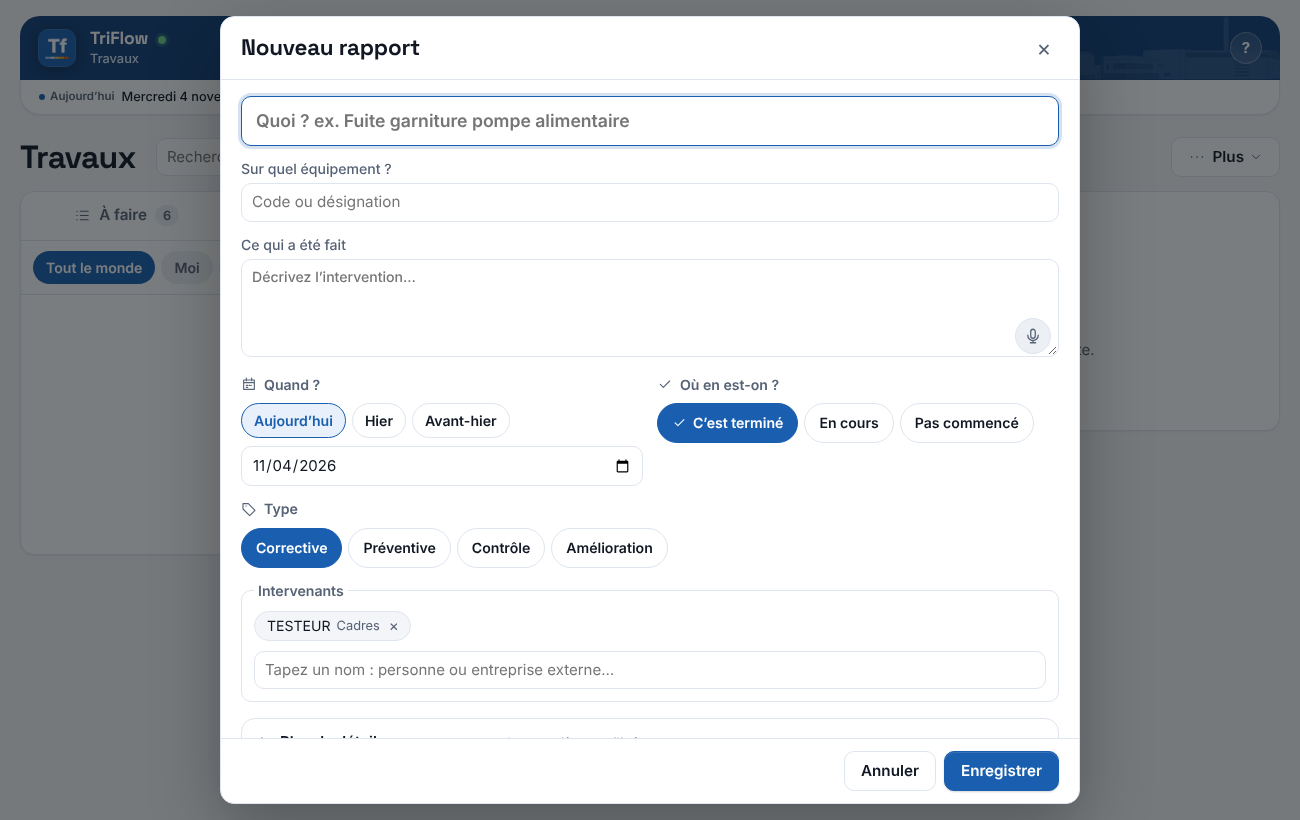 Tf
TriFlow
Travaux
?
Aujourd’hui Mercredi 4 nove
Travaux
Recherc
··· Plus
À faire 6
Tout le monde
Moi
te.
Nouveau rapport
×
Quoi ? ex. Fuite garniture pompe alimentaire
Sur quel équipement ?
Code ou désignation
Ce qui a été fait
Décrivez l’intervention…
Quand ?
Aujourd’hui Hier Avant-hier
11/04/2026
Où en est-on ?
C’est terminé En cours Pas commencé
Type
Corrective Préventive Contrôle Amélioration
Intervenants
TESTEUR Cadres ×
Tapez un nom : personne ou entreprise externe…
Annuler Enregistrer